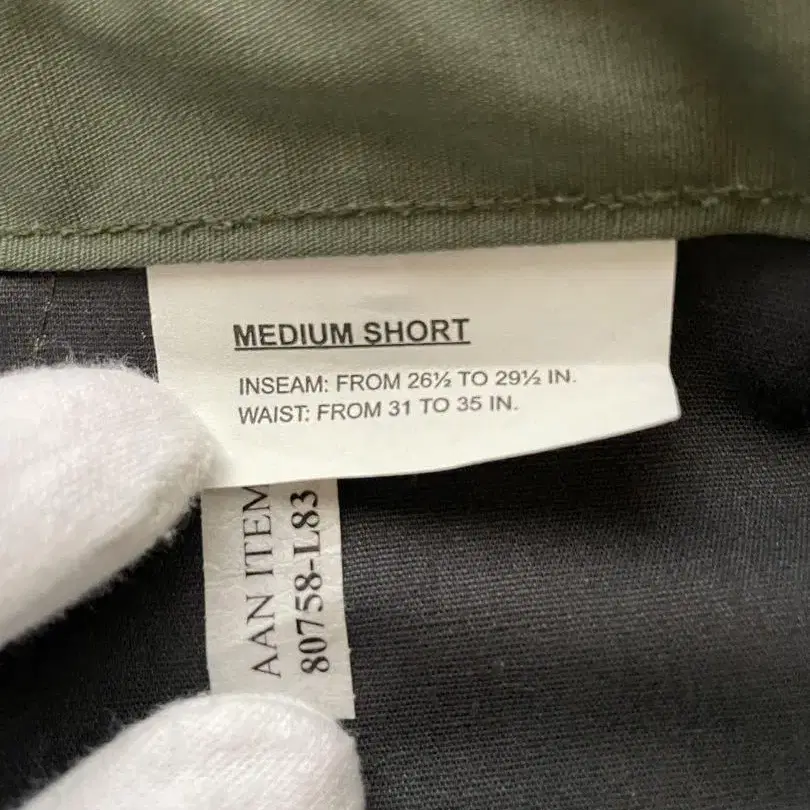 MEDIUM SHORT
INSEAM: FROM 26½ TO 29½ IN.
WAIST: FROM 31 TO 35 IN.
AAN ITEM
80758-L83